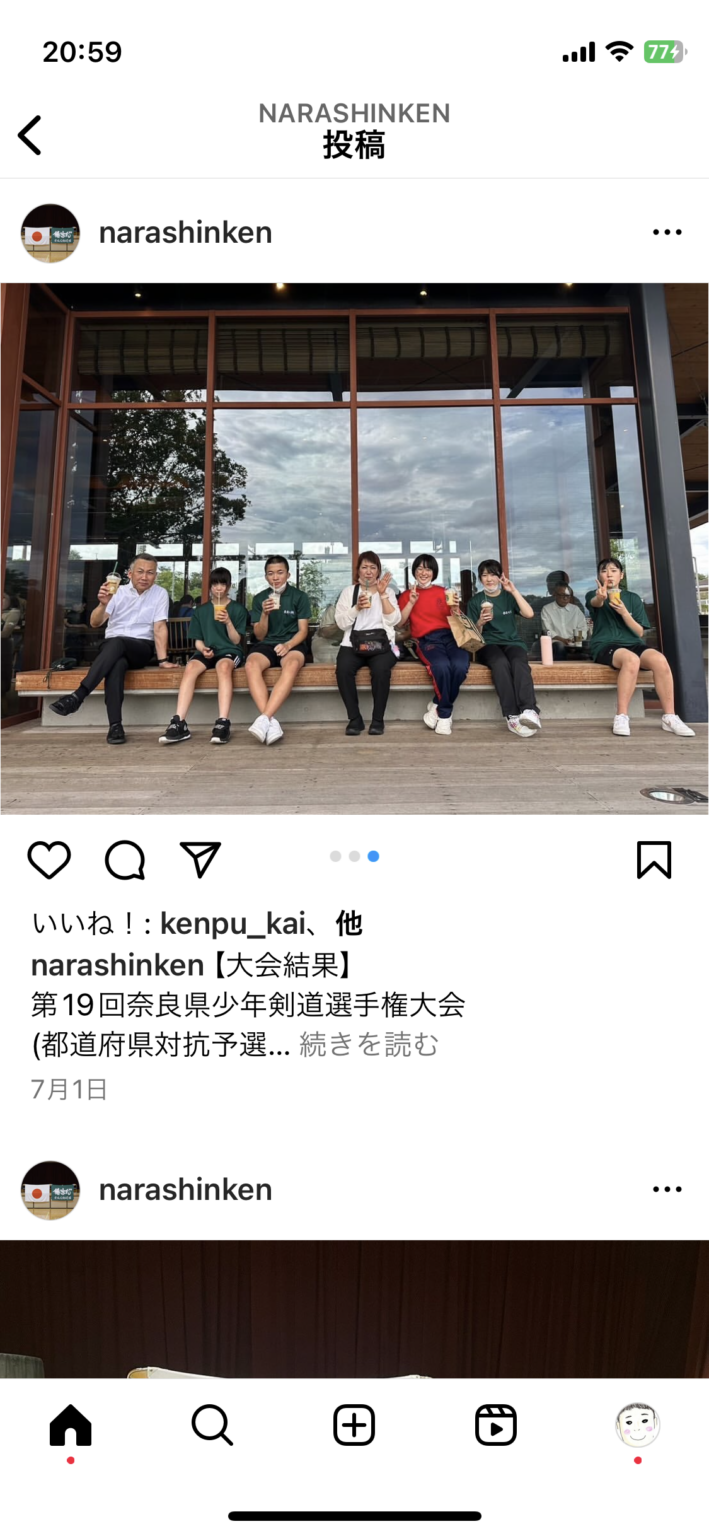 20:59
77
NARASHINKEN
投稿
narashinken
いいね！: kenpu_kai、他
narashinken【大会結果】
第19回奈良県少年剣道選手権大会
(都道府県対抗予選... 続きを読む
7月1日
narashinken